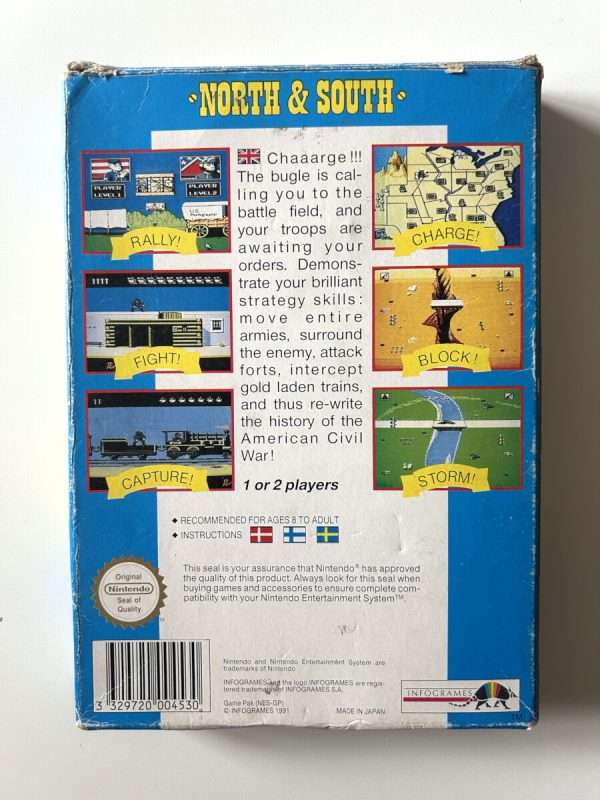 NORTH & SOUTH
PLAYER
LEVEL 1
PLAYER
LEVEL 2
RALLY!
FIGHT!
CAPTURE!
Chaaarge!!!
The bugle is cal-
ling you to the
battle field, and
your troops are
awaiting your
orders. Demons-
trate your brilliant
strategy skills:
move entire
armies, surround
the enemy, attack
forts, intercept
gold laden trains,
and thus re-write
the history of the
American Civil
War!
1 or 2 players
CHARGE!
BLOCK!
STORM!
◆ RECOMMENDED FOR AGES 8 TO ADULT
◆ INSTRUCTIONS
This seal is your assurance that Nintendo® has approved
the quality of this product. Always look for this seal when
buying games and accessories to ensure complete com-
patibility with your Nintendo Entertainment System™.
Original
Nintendo
Seal of
Quality
Nintendo and Nintendo Entertainment System are
trademarks of Nintendo.
INFOGRAMES and the logo INFOGRAMES are regis-
tered trademarks of INFOGRAMES S.A.
Game Pak (NES-GP)
© INFOGRAMES 1991
MADE IN JAPAN
3 329720 004530
INFOGRAMES